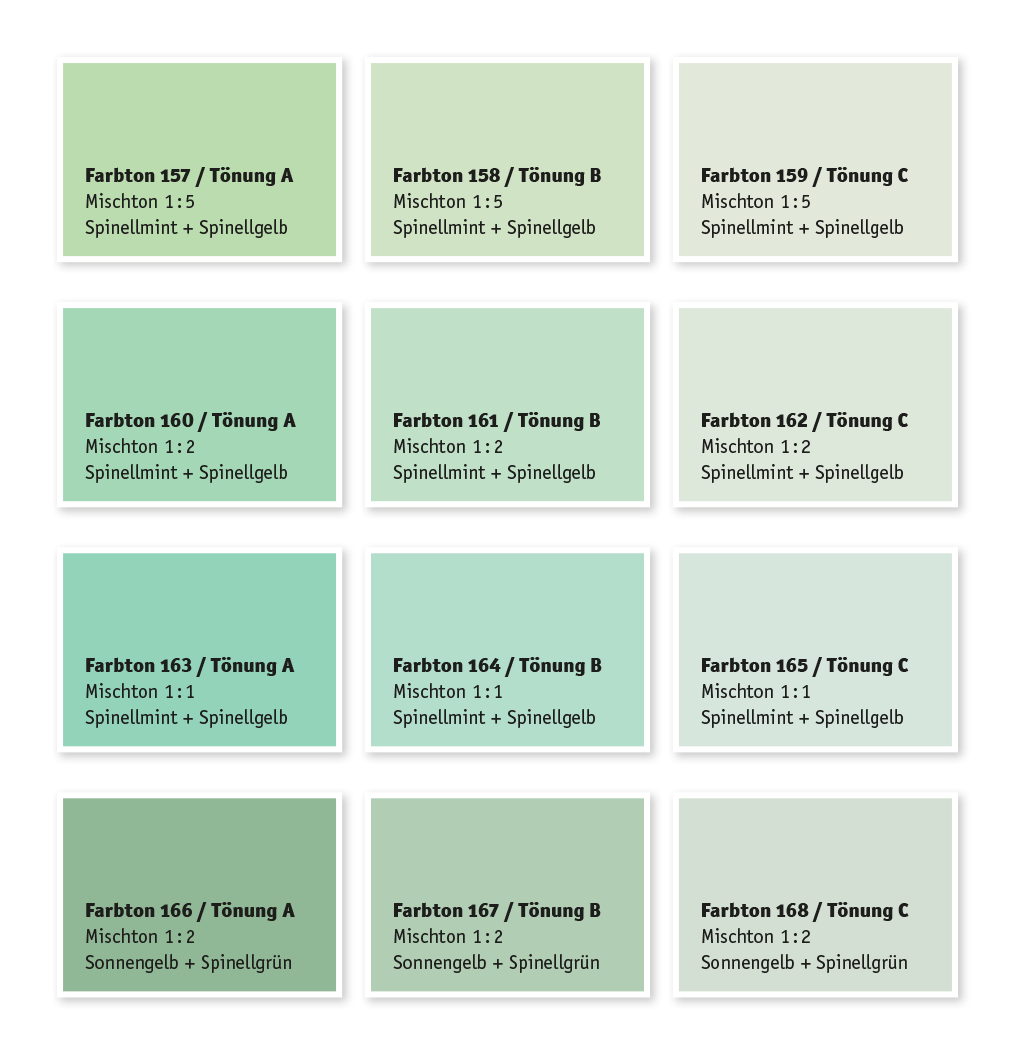 Farbton 157 / Tönung A
Mischton 1:5
Spinellmint + Spinellgelb
Farbton 158 / Tönung B
Mischton 1:5
Spinellmint + Spinellgelb
Farbton 159 / Tönung C
Mischton 1:5
Spinellmint + Spinellgelb
Farbton 160 / Tönung A
Mischton 1:2
Spinellmint + Spinellgelb
Farbton 161 / Tönung B
Mischton 1:2
Spinellmint + Spinellgelb
Farbton 162 / Tönung C
Mischton 1:2
Spinellmint + Spinellgelb
Farbton 163 / Tönung A
Mischton 1:1
Spinellmint + Spinellgelb
Farbton 164 / Tönung B
Mischton 1:1
Spinellmint + Spinellgelb
Farbton 165 / Tönung C
Mischton 1:1
Spinellmint + Spinellgelb
Farbton 166 / Tönung A
Mischton 1:2
Sonnengelb + Spinellgrün
Farbton 167 / Tönung B
Mischton 1:2
Sonnengelb + Spinellgrün
Farbton 168 / Tönung C
Mischton 1:2
Sonnengelb + Spinellgrün